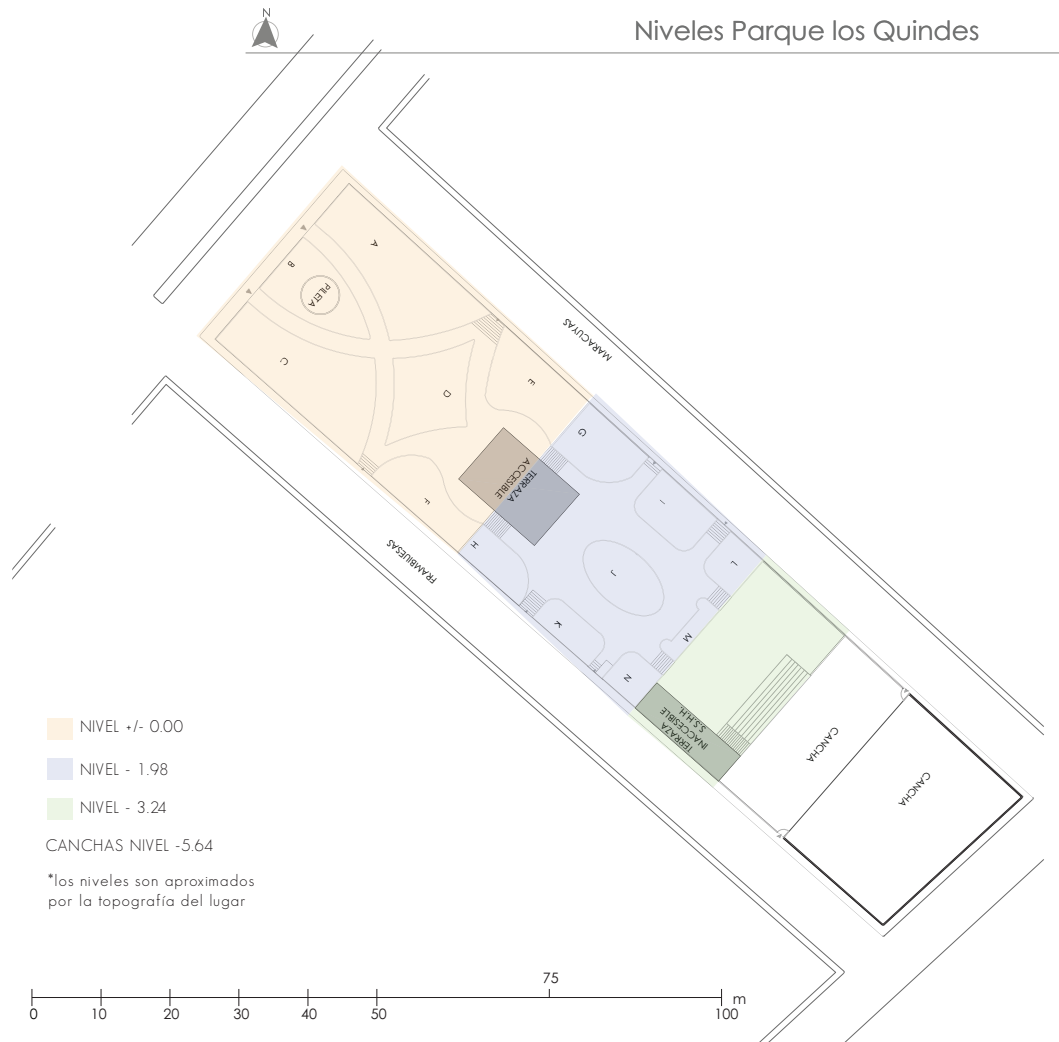 N
Niveles Parque los Quindes
A
B
PILETA
C
D
E
F
MARACUYAS
G
TERRAZA
ACCESIBLE
H
I
J
K
L
M
N
FRAMBIUESAS
TERRAZA
INACCESIBLE
S.S.H.H.
CANCHA
CANCHA
NIVEL +/- 0.00
NIVEL - 1.98
NIVEL - 3.24
CANCHAS NIVEL -5.64
*los niveles son aproximados
por la topografía del lugar
75
0 10 20 30 40 50 100 m